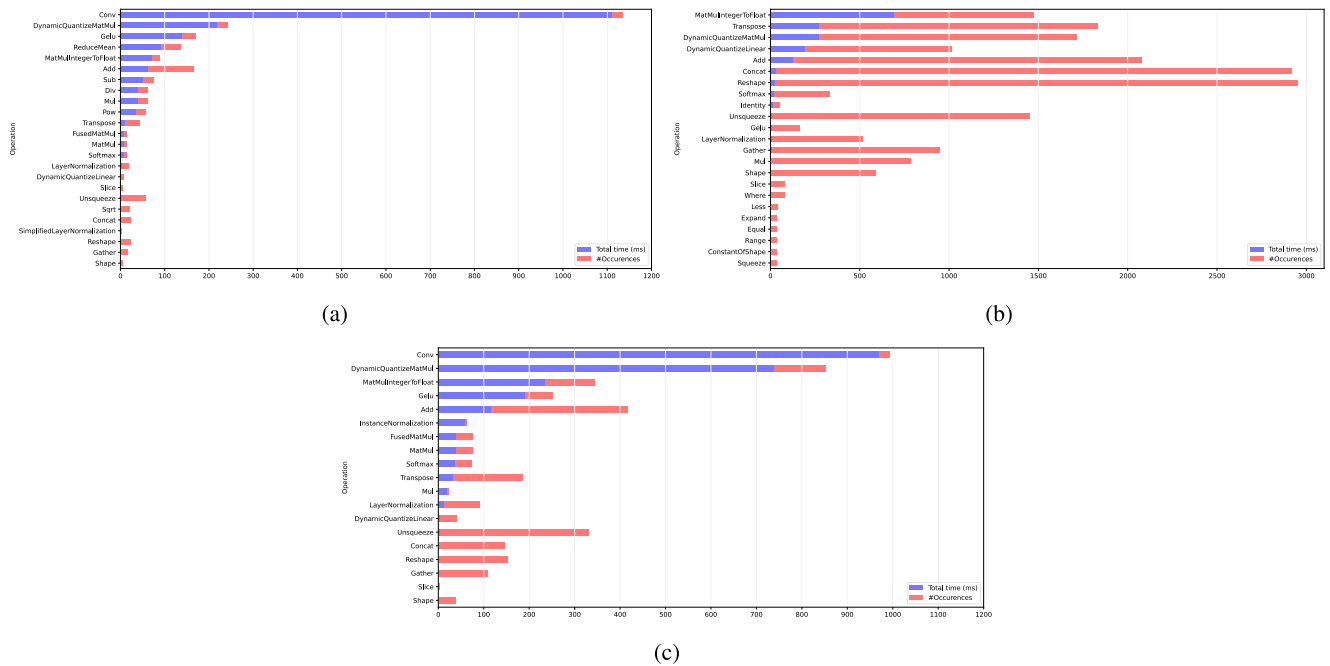 Conv
DynamicQuantizeMatMul
Gelu
ReduceMean
MatMulIntegerToFloat
Add
Sub
Div
Mul
Pow
Transpose
FusedMatMul
MatMul
Softmax
LayerNormalization
DynamicQuantizeLinear
Slice
Unsqueeze
Sqrt
Concat
SimplifiedLayerNormalization
Reshape
Gather
Shape
Operation
Total time (ms)
#Occurences
0 100 200 300 400 500 600 700 800 900 1000 1100 1200
(a)
MatMulIntegerToFloat
Transpose
DynamicQuantizeMatMul
DynamicQuantizeLinear
Add
Concat
Reshape
Softmax
Identity
Unsqueeze
Gelu
LayerNormalization
Gather
Mul
Shape
Slice
Where
Less
Expand
Equal
Range
ConstantOfShape
Squeeze
Operation
Total time (ms)
#Occurences
0 500 1000 1500 2000 2500 3000
(b)
Conv
DynamicQuantizeMatMul
MatMulIntegerToFloat
Gelu
Add
InstanceNormalization
FusedMatMul
MatMul
Softmax
Transpose
Mul
LayerNormalization
DynamicQuantizeLinear
Unsqueeze
Concat
Reshape
Gather
Slice
Shape
Operation
Total time (ms)
#Occurences
0 100 200 300 400 500 600 700 800 900 1000 1100 1200
(c)